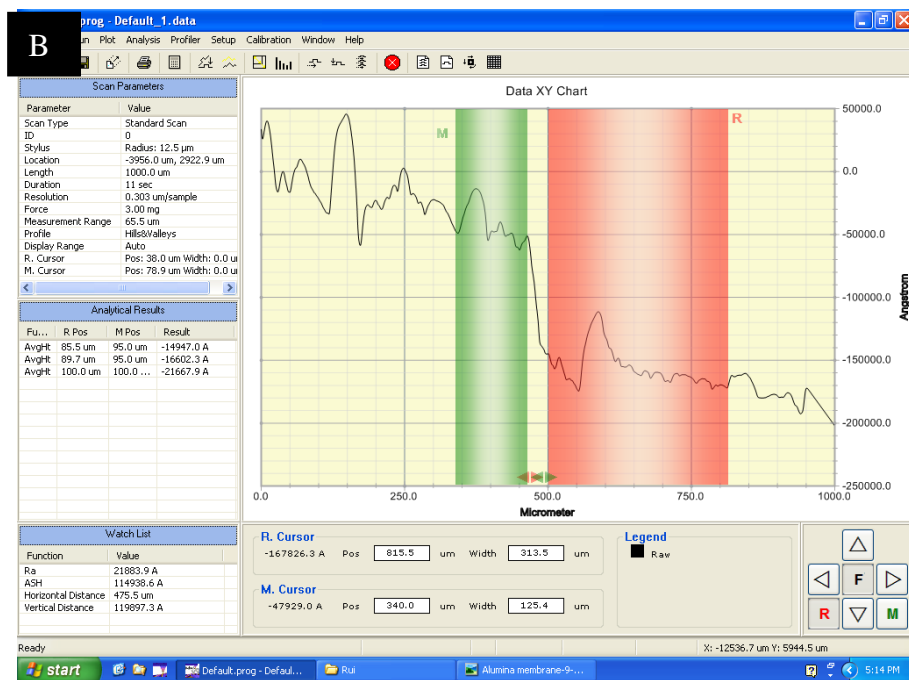 B
prog - Default_1.data
un Plot Analysis Profiler Setup Calibration Window Help
Scan Parameters
Parameter Value
Scan Type Standard Scan
ID 0
Stylus Radius: 12.5 µm
Location -3956.0 um, 2922.9 um
Length 1000.0 um
Duration 11 sec
Resolution 0.303 um/sample
Force 3.00 mg
Measurement Range 65.5 um
Profile Hills&Valleys
Display Range Auto
R. Cursor Pos: 38.0 um Width: 0.0 u
M. Cursor Pos: 78.9 um Width: 0.0 u
Analytical Results
Fu... R Pos M Pos Result
AvgHt 85.5 um 95.0 um -14947.0 A
AvgHt 89.7 um 95.0 um -16602.3 A
AvgHt 100.0 um 100.0 ... -21667.9 A
Watch List
Function Value
Ra 21883.9 A
ASH 114938.6 A
Horizontal Distance 475.5 um
Vertical Distance 119897.3 A
Data XY Chart
M
R
50000.0
0.0
-50000.0
-100000.0
-150000.0
-200000.0
-250000.0
Angstrom
0.0 250.0 500.0 750.0 1000.0
Micrometer
R. Cursor
-167826.3 A Pos 815.5 um Width 313.5 um
M. Cursor
-47929.0 A Pos 340.0 um Width 125.4 um
Legend
Raw
F
R M
Ready
X: -12536.7 um Y: 5944.5 um
start
Default.prog - Defaul...
Rui
Alumina membrane-9-...
5:14 PM